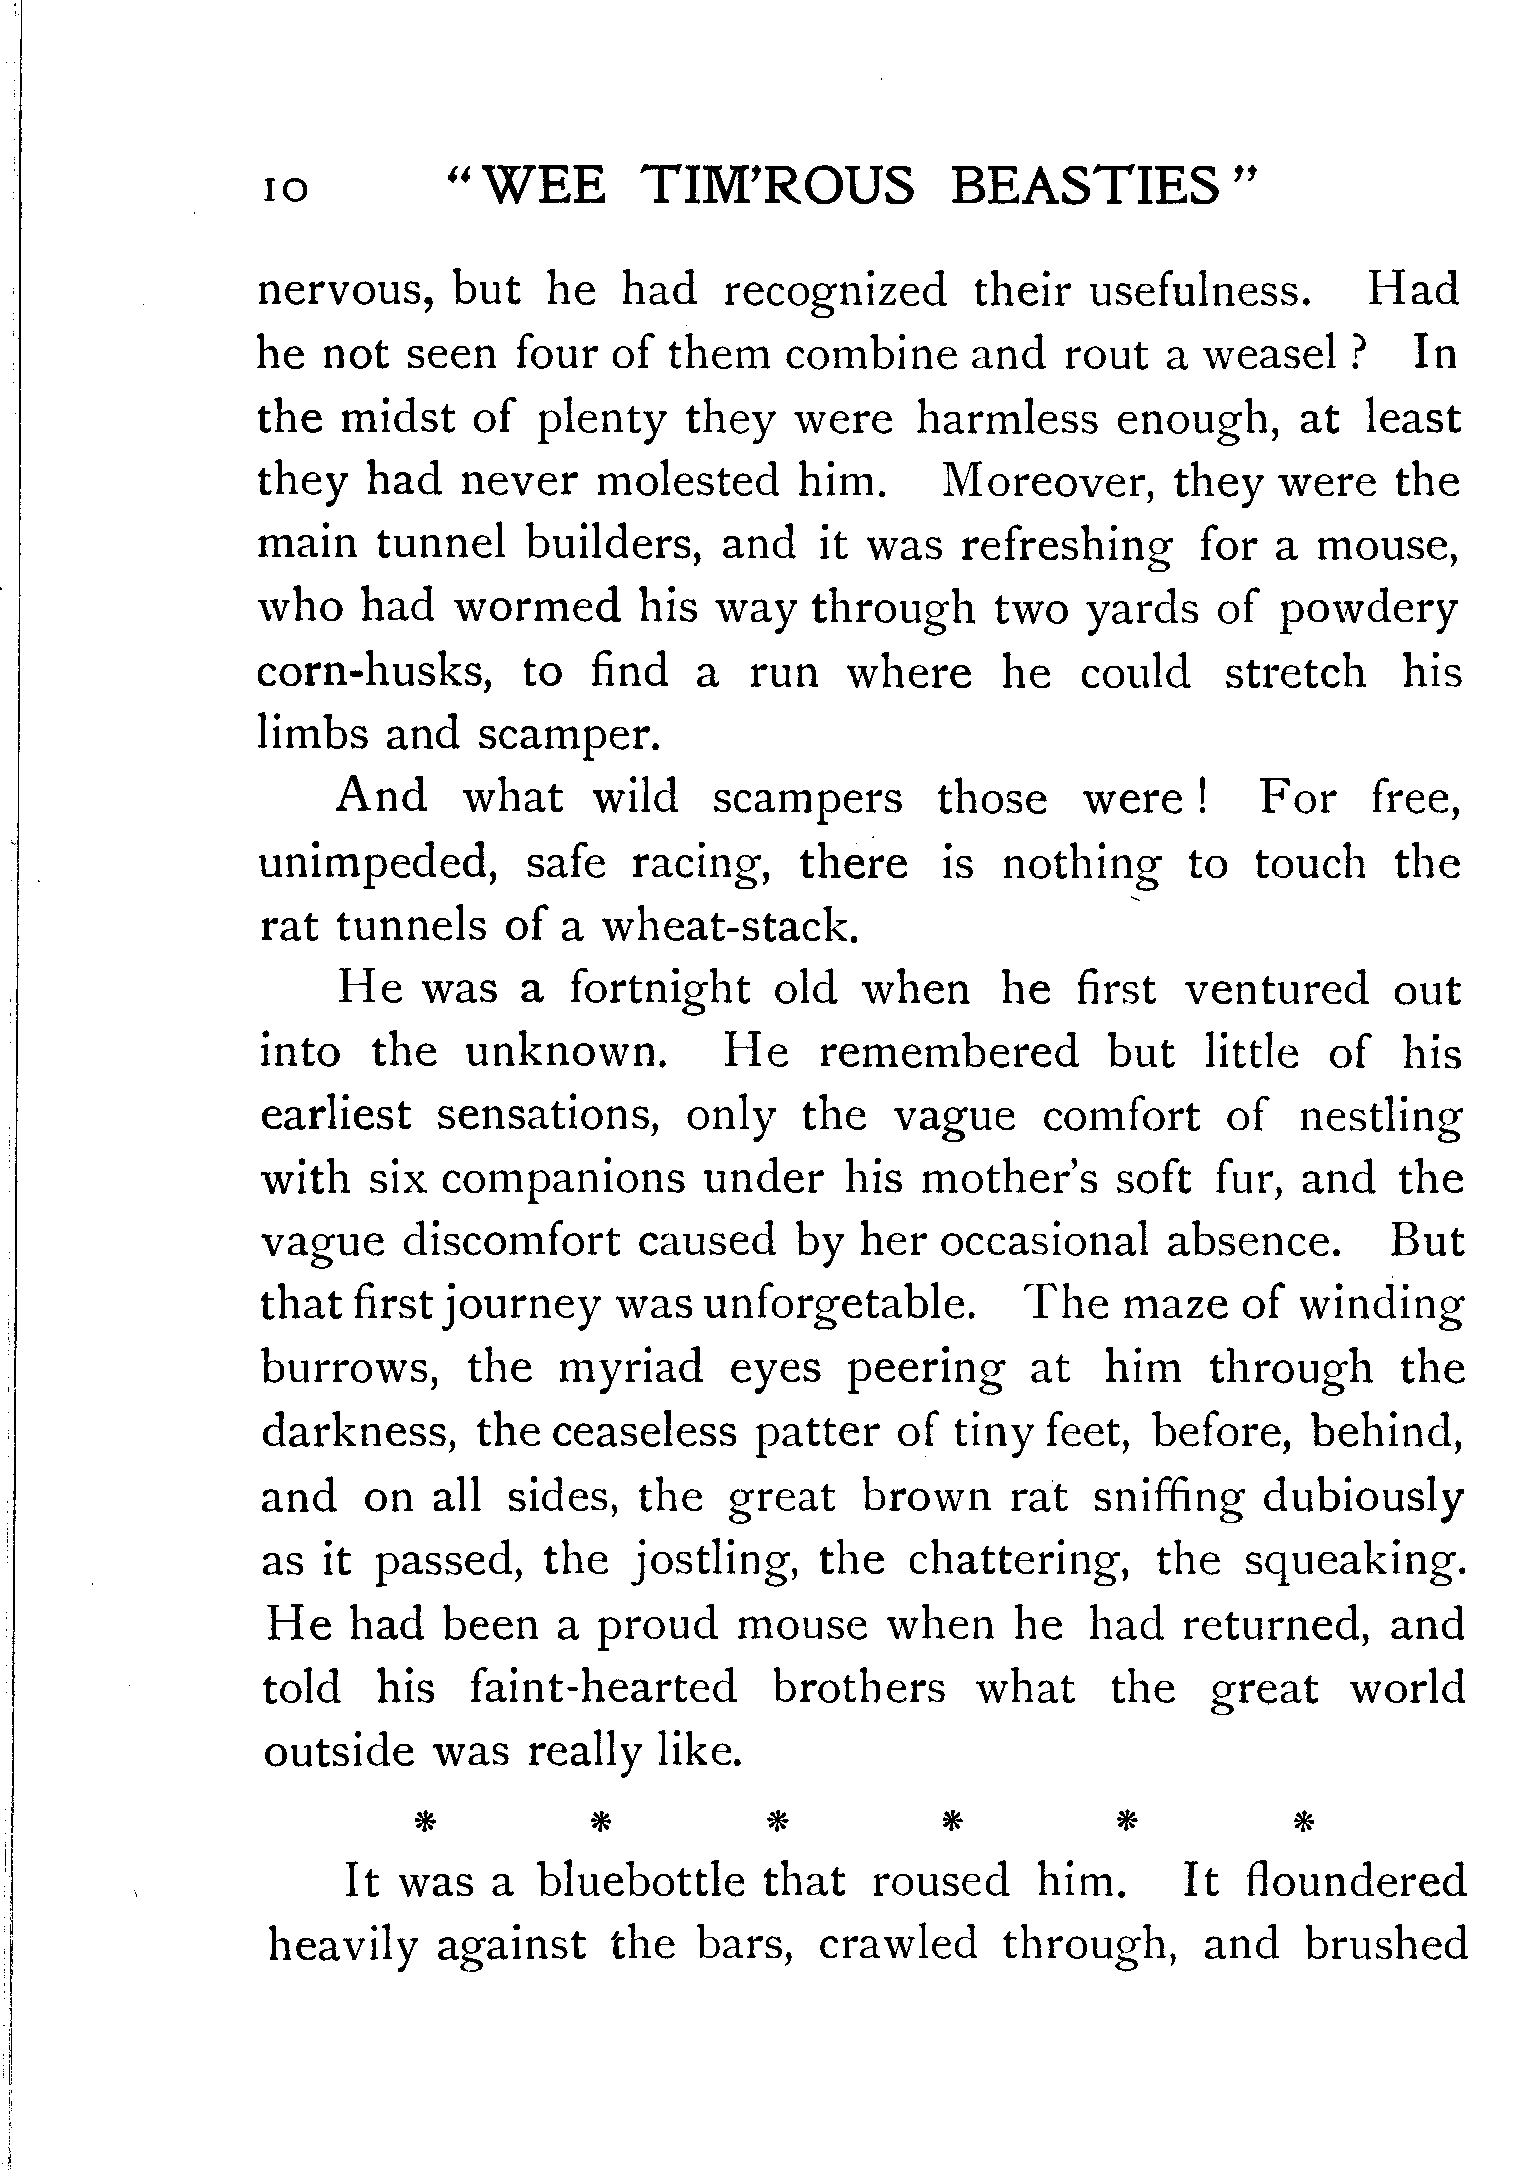 10 "WEE TIM'ROUS BEASTIES"
nervous, but he had recognized their usefulness. Had
he not seen four of them combine and rout a weasel? In
the midst of plenty they were harmless enough, at least
they had never molested him. Moreover, they were the
main tunnel builders, and it was refreshing for a mouse,
who had wormed his way through two yards of powdery
corn-husks, to find a run where he could stretch his
limbs and scamper.
And what wild scampers those were! For free,
unimpeded, safe racing, there is nothing to touch the
rat tunnels of a wheat-stack.
He was a fortnight old when he first ventured out
into the unknown. He remembered but little of his
earliest sensations, only the vague comfort of nestling
with six companions under his mother's soft fur, and the
vague discomfort caused by her occasional absence. But
that first journey was unforgetable. The maze of winding
burrows, the myriad eyes peering at him through the
darkness, the ceaseless patter of tiny feet, before, behind,
and on all sides, the great brown rat sniffing dubiously
as it passed, the jostling, the chattering, the squeaking.
He had been a proud mouse when he had returned, and
told his faint-hearted brothers what the great world
outside was really like.
* * * * * *
It was a bluebottle that roused him. It floundered
heavily against the bars, crawled through, and brushed